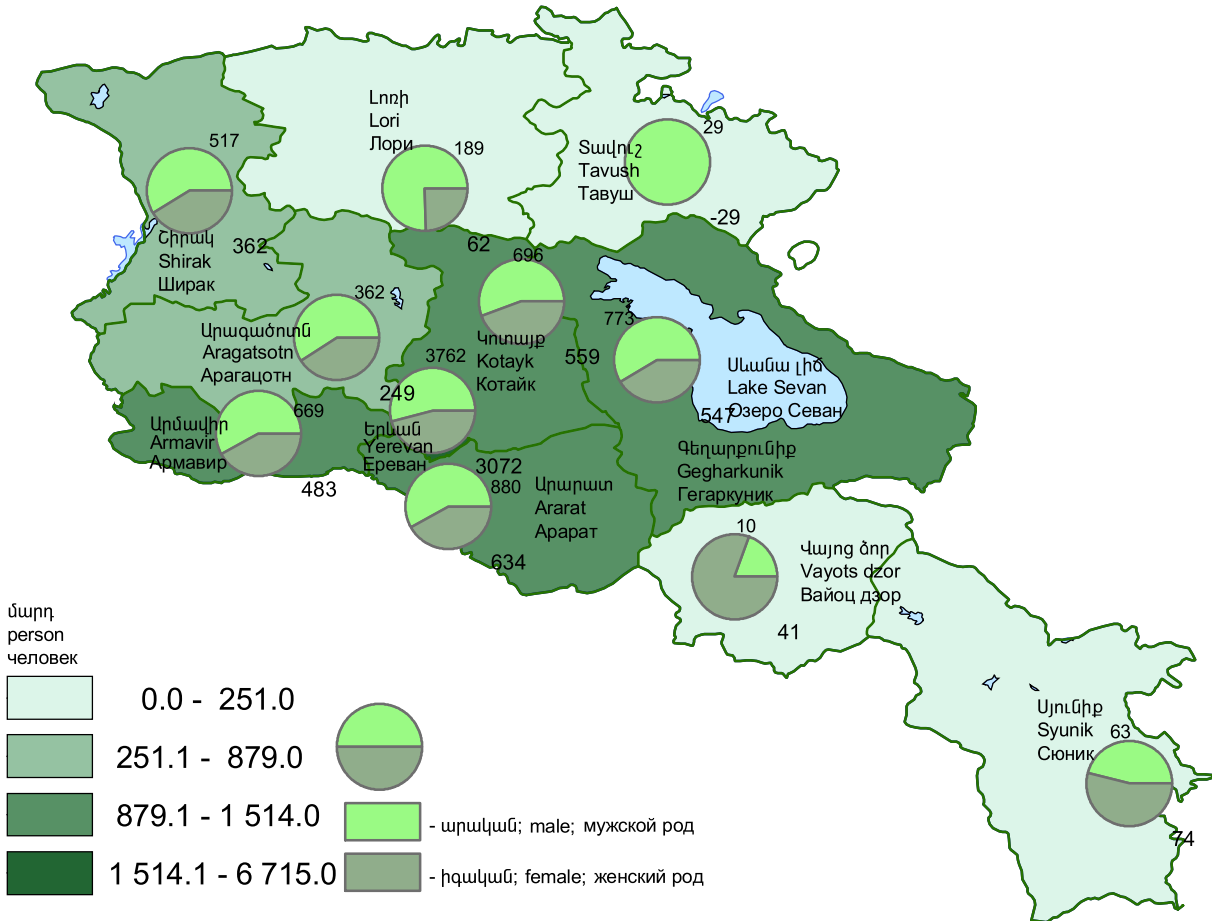 Լոռի
Lori
Лори
189
29
517
Տավուշ
Tavush
Тавуш
-29
Շիրակ
Shirak
Ширак
362
62
696
362
773
Արագածոտն
Aragatsotn
Арагацотн
Կոտայք
Kotayk
Котайк
3762
559
Սևանա լիճ
Lake Sevan
Озеро Севан
249
547
669
Արմավիր
Armavir
Армавир
Երևան
Yerevan
Ереван
Գեղարքունիք
Gegharkunik
Гегаркуник
483
3072
880
Արարատ
Ararat
Арарат
10
Վայոց ձոր
Vayots dzor
Вайоц дзор
634
41
մարդ
person
человек
0.0 - 251.0
251.1 - 879.0
879.1 - 1 514.0
1 514.1 - 6 715.0
Սյունիք
Syunik
Сюник
63
74
- արական; male; мужской род
- իգական; female; женский род